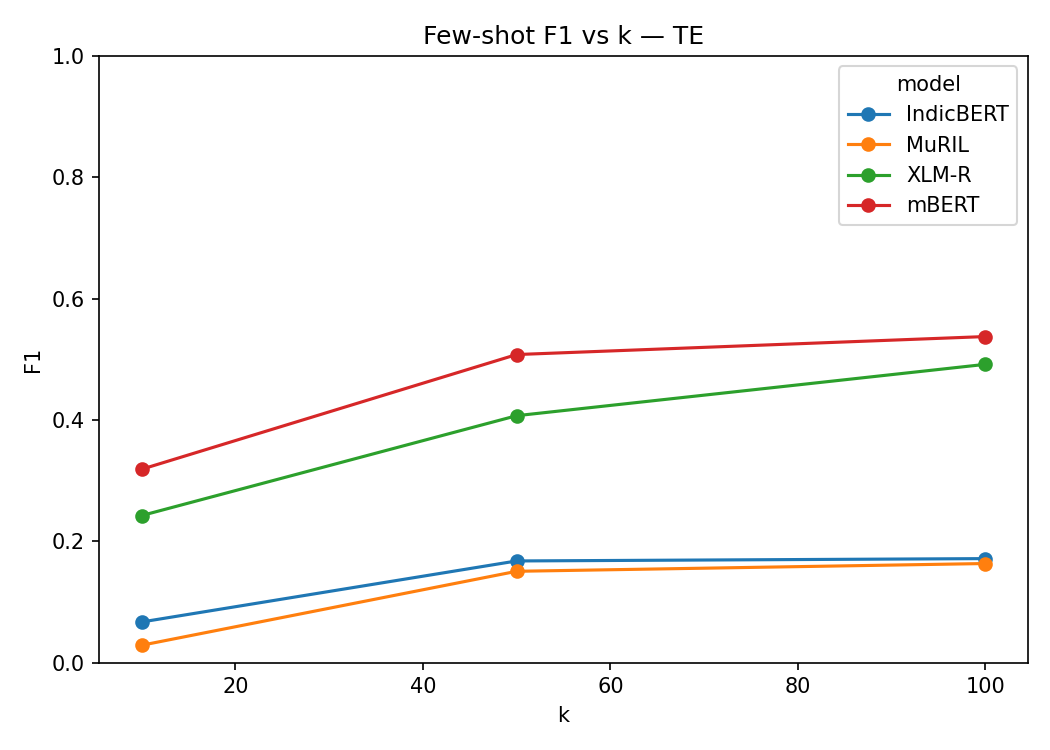 Few-shot F1 vs k — TE
model
IndicBERT
MuRIL
XLM-R
mBERT
F1
1.0
0.8
0.6
0.4
0.2
0.0
20 40 60 80 100
k